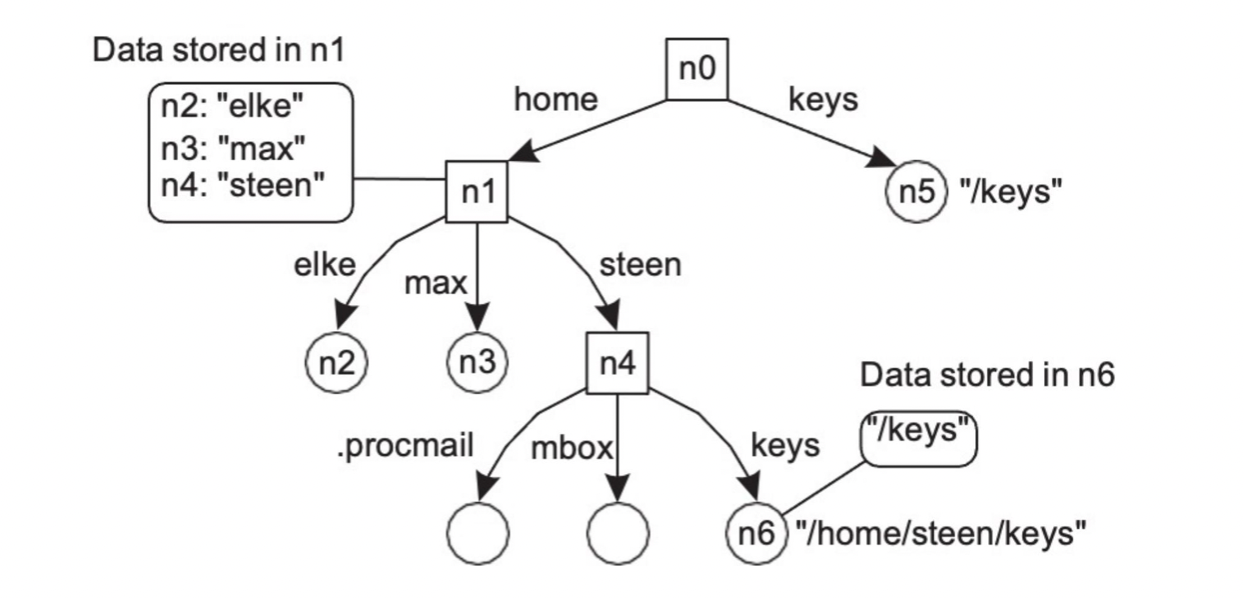 Data stored in n1
n0
n2: "elke"
n3: "max"
n4: "steen"
home
keys
n1
n5
"/keys"
elke
max
steen
n2
n3
n4
Data stored in n6
"/keys"
.procmail
mbox
keys
n6
"/home/steen/keys"